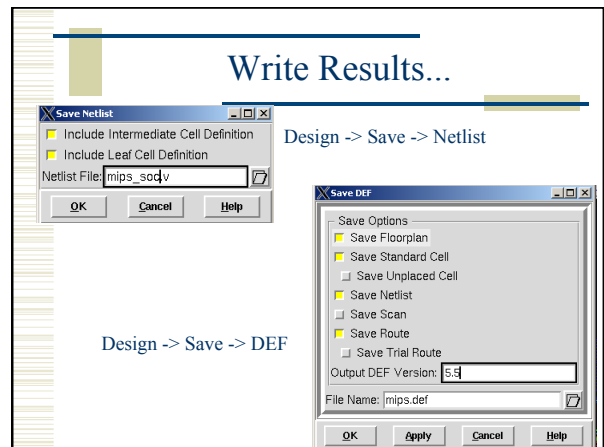 Write Results...
Save Netlist
Include Intermediate Cell Definition
Include Leaf Cell Definition
Netlist File: mips_soc.v
OK Cancel Help
Design -> Save -> Netlist
Save DEF
Save Options
Save Floorplan
Save Standard Cell
Save Unplaced Cell
Save Netlist
Save Scan
Save Route
Save Trial Route
Output DEF Version: 5.5
File Name: mips.def
OK Apply Cancel Help
Design -> Save -> DEF